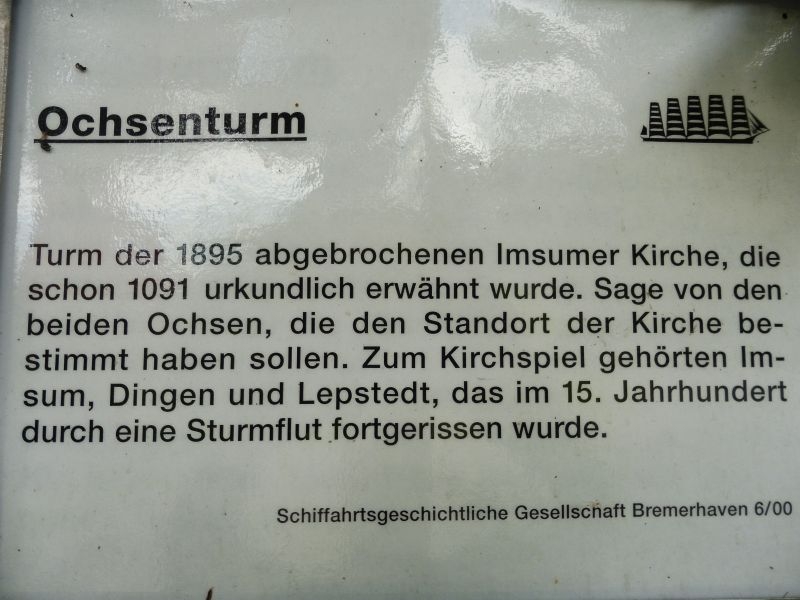 Ochsenturm
Turm der 1895 abgebrochenen Imsumer Kirche, die
schon 1091 urkundlich erwähnt wurde. Sage von den
beiden Ochsen, die den Standort der Kirche be-
stimmt haben sollen. Zum Kirchspiel gehörten Im-
sum, Dingen und Lepstedt, das im 15. Jahrhundert
durch eine Sturmflut fortgerissen wurde.
Schiffahrtsgeschichtliche Gesellschaft Bremerhaven 6/00